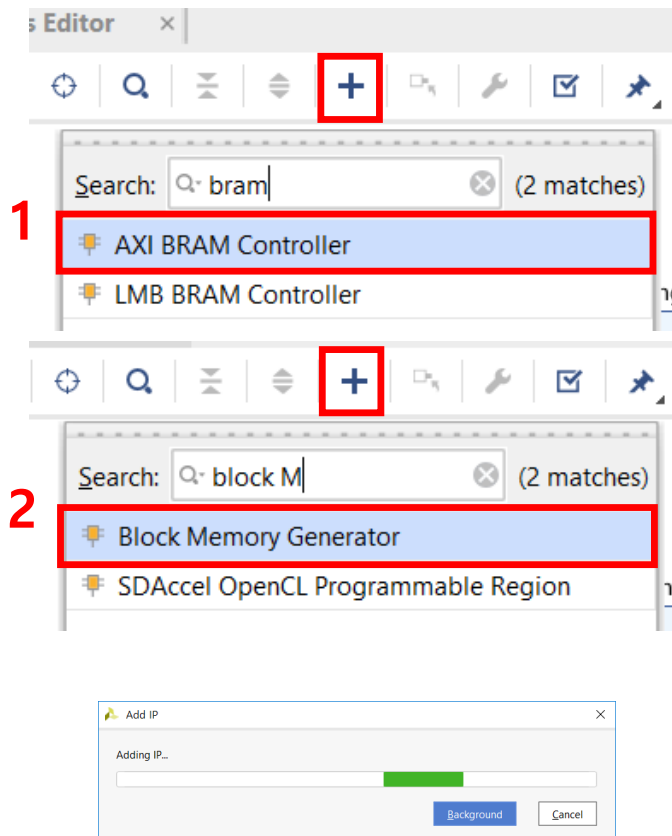 s Editor ×
1
Search: bram (2 matches)
AXI BRAM Controller
LMB BRAM Controller
2
Search: block M (2 matches)
Block Memory Generator
SDAccel OpenCL Programmable Region
Add IP
Adding IP...
Background Cancel